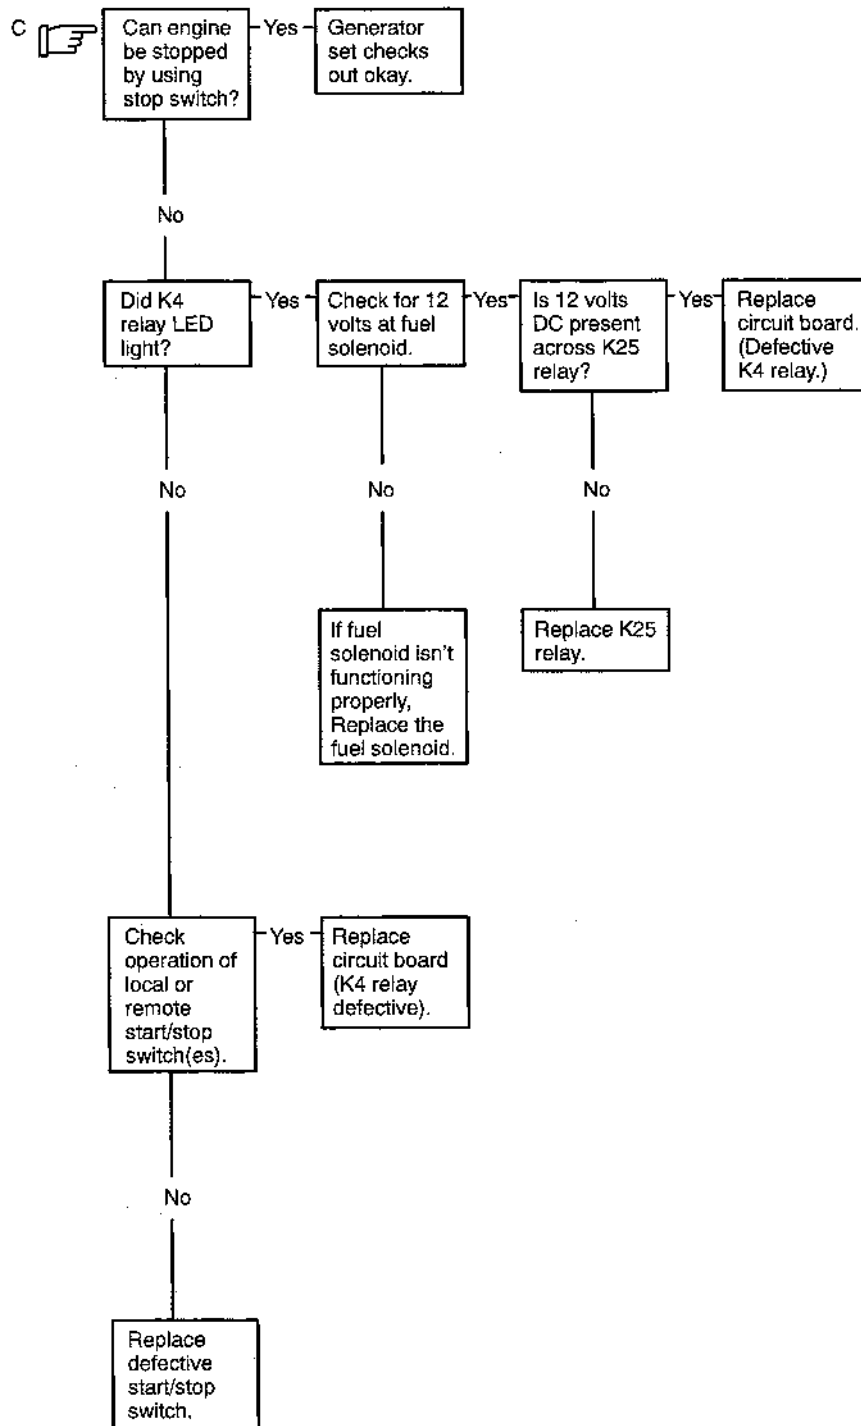 C
Can engine
be stopped
by using
stop switch?
Yes
Generator
set checks
out okay.
No
Did K4
relay LED
light?
Yes
Check for 12
volts at fuel
solenoid.
Yes
Is 12 volts
DC present
across K25
relay?
Yes
Replace
circuit board.
(Defective
K4 relay.)
No
No
No
If fuel
solenoid isn't
functioning
properly,
Replace the
fuel solenoid.
Replace K25
relay.
Check
operation of
local or
remote
start/stop
switch(es).
Yes
Replace
circuit board
(K4 relay
defective).
No
Replace
defective
start/stop
switch.